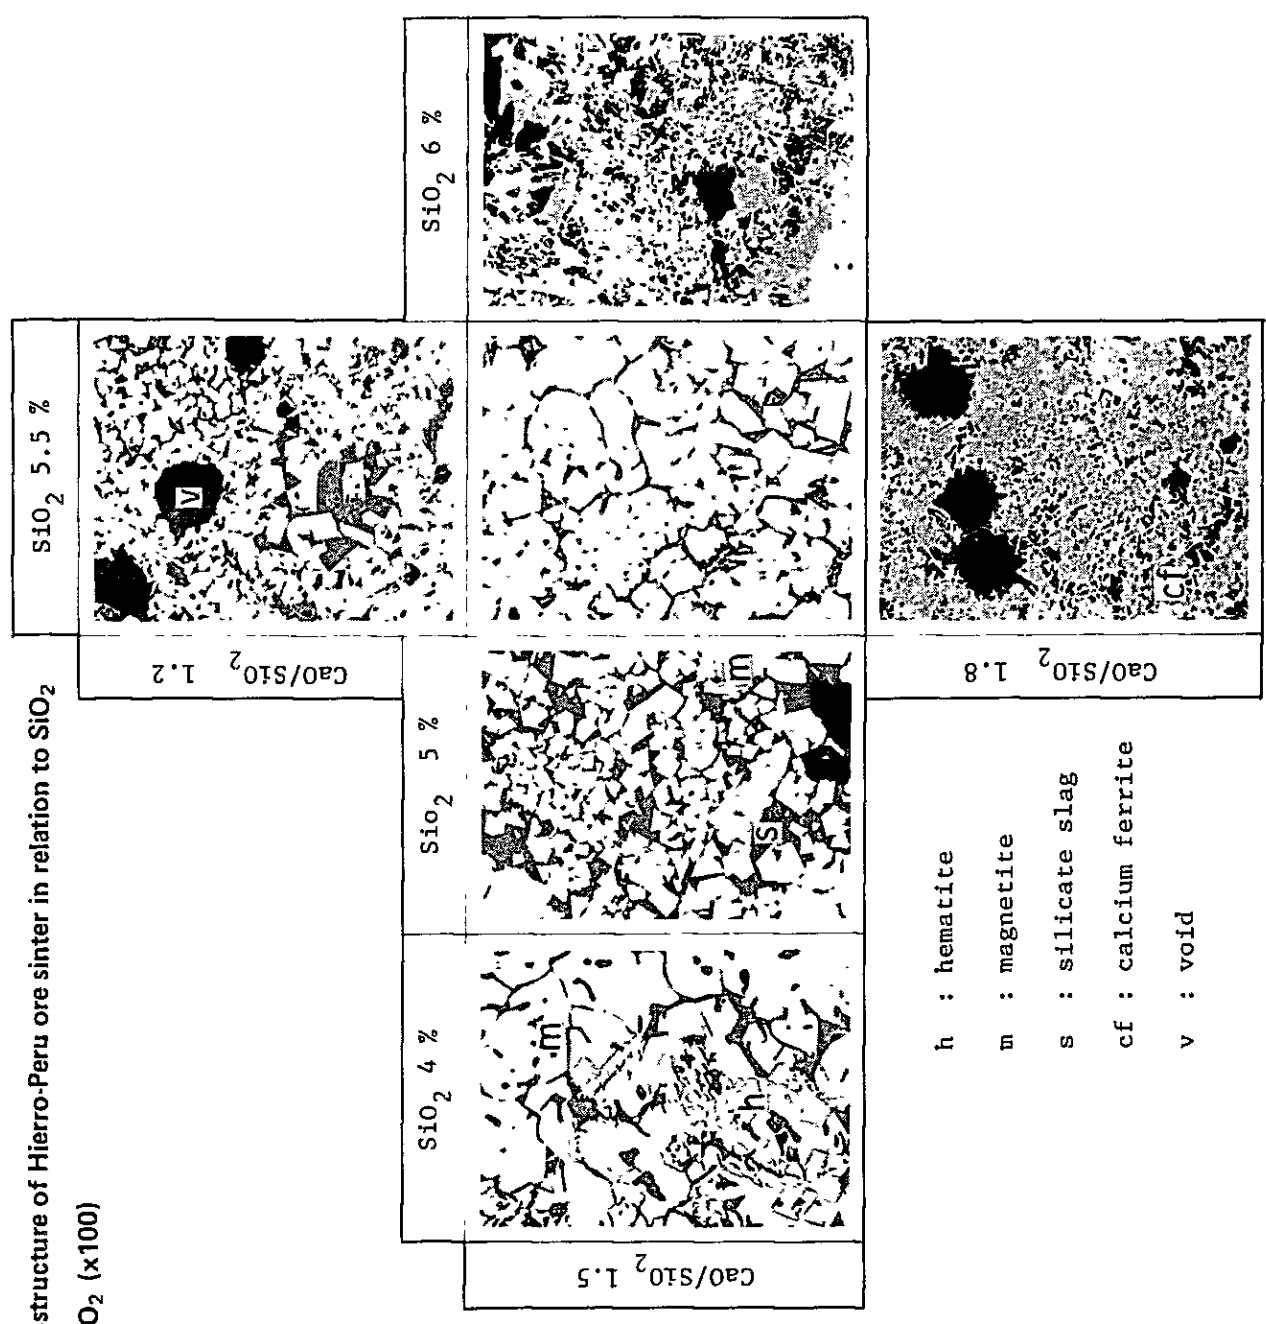 structure of Hierro-Peru ore sinter in relation to SiO₂
O₂ (x100)
SiO₂ 4 %
Sio₂ 5 %
SiO₂ 5.5 %
SiO₂ 6 %
CaO/SiO₂ 1.2
CaO/SiO₂ 1.5
CaO/SiO₂ 1.8
v
m
h
m
s
cf
h : hematite
m : magnetite
s : silicate slag
cf : calcium ferrite
v : void